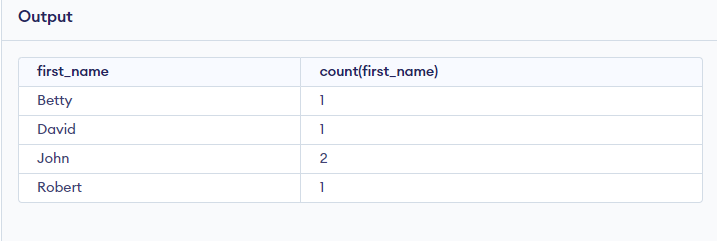 Output
first_name count(first_name)
Betty 1
David 1
John 2
Robert 1